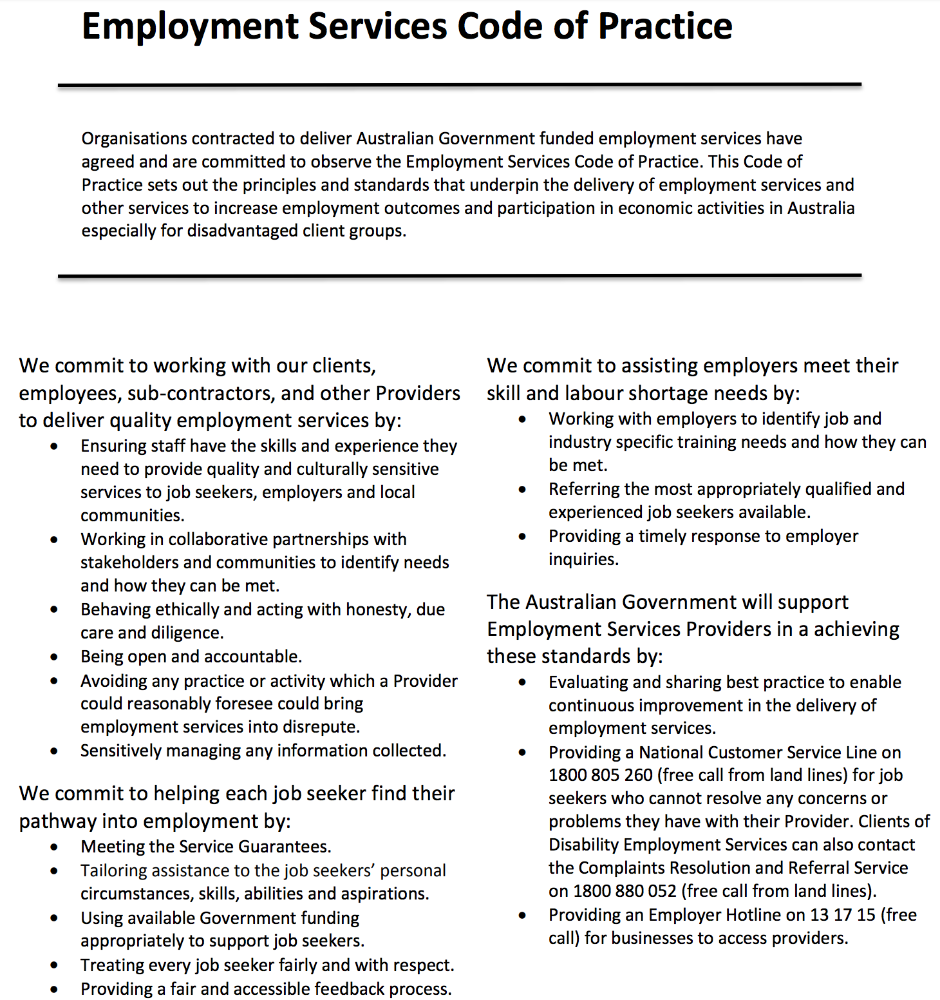 Employment Services Code of Practice
Organisations contracted to deliver Australian Government funded employment services have
agreed and are committed to observe the Employment Services Code of Practice. This Code of
Practice sets out the principles and standards that underpin the delivery of employment services and
other services to increase employment outcomes and participation in economic activities in Australia
especially for disadvantaged client groups.
We commit to working with our clients,
employees, sub-contractors, and other Providers
to deliver quality employment services by:
• Ensuring staff have the skills and experience they
need to provide quality and culturally sensitive
services to job seekers, employers and local
communities.
• Working in collaborative partnerships with
stakeholders and communities to identify needs
and how they can be met.
• Behaving ethically and acting with honesty, due
care and diligence.
• Being open and accountable.
• Avoiding any practice or activity which a Provider
could reasonably foresee could bring
employment services into disrepute.
• Sensitively managing any information collected.
We commit to helping each job seeker find their
pathway into employment by:
• Meeting the Service Guarantees.
• Tailoring assistance to the job seekers’ personal
circumstances, skills, abilities and aspirations.
• Using available Government funding
appropriately to support job seekers.
• Treating every job seeker fairly and with respect.
• Providing a fair and accessible feedback process.
We commit to assisting employers meet their
skill and labour shortage needs by:
• Working with employers to identify job and
industry specific training needs and how they can
be met.
• Referring the most appropriately qualified and
experienced job seekers available.
• Providing a timely response to employer
inquiries.
The Australian Government will support
Employment Services Providers in a achieving
these standards by:
• Evaluating and sharing best practice to enable
continuous improvement in the delivery of
employment services.
• Providing a National Customer Service Line on
1800 805 260 (free call from land lines) for job
seekers who cannot resolve any concerns or
problems they have with their Provider. Clients of
Disability Employment Services can also contact
the Complaints Resolution and Referral Service
on 1800 880 052 (free call from land lines).
• Providing an Employer Hotline on 13 17 15 (free
call) for businesses to access providers.